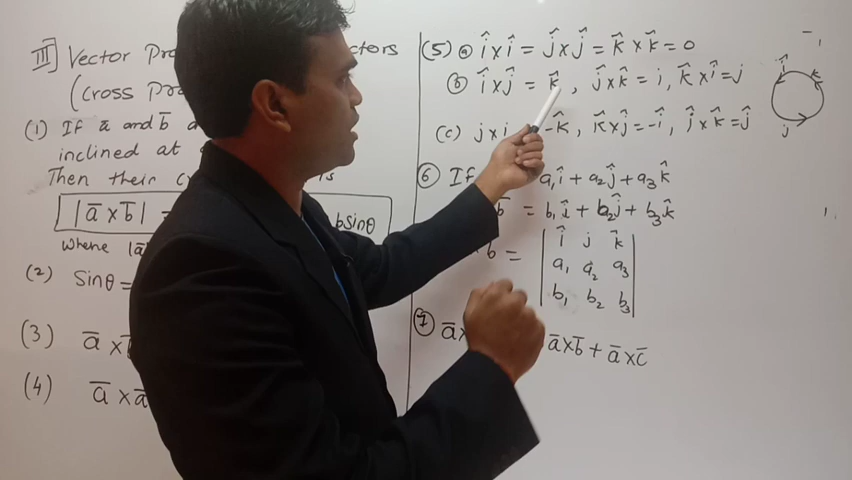 III] Vector Pro
ctors
(cross Pro
(1) If a̅ and b̅
inclined at
Then their
is
|a̅ x b̅| =
bSinθ
where
(2) Sinθ =
(3) a̅ x
(4) a̅ x a̅
(5) ⓐ î x î = ĵ x ĵ = k̂ x k̂ = 0
ⓑ î x ĵ = k̂ , ĵ x k̂ = i , k̂ x î = j
(c) j x i -k̂ , k̂ x ĵ = -î , ĵ x k̂ = ĵ
⑥ If a₁î + a₂ĵ + a₃k̂
b̅ = b₁î + b₂ĵ + b₃k̂
b = | î j k̂ |
a₁ a₂ a₃
b₁ b₂ b₃
⑦ a̅ x a̅ x b̅ + a̅ x c̅
î
k
j